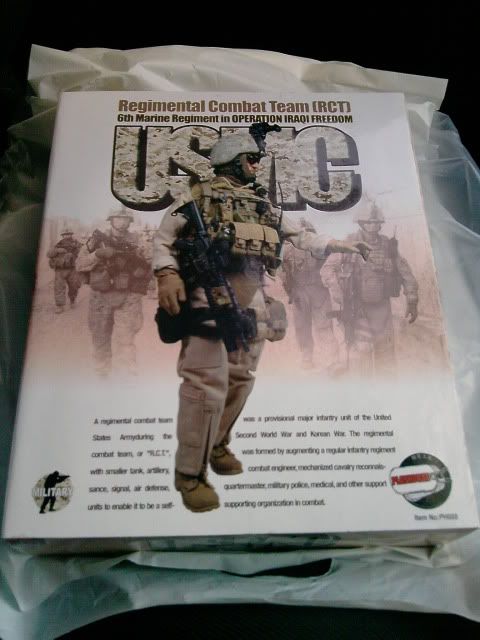 Regimental Combat Team (RCT)
6th Marine Regiment in OPERATION IRAQI FREEDOM
USMC
A regimental combat team was a provisional major infantry unit of the United
States Armyduring the Second World War and Korean War. The regimental
combat team, or "R.C.T", was formed by augmenting a regular infantry regiment
with smaller tank, artillery, combat engineer, mechanized cavalry reconnais-
sance, signal, air defense, quartermaster, military police, medical, and other support
units to enable it to be a self-supporting organization in combat.
MILITARY
Item No: